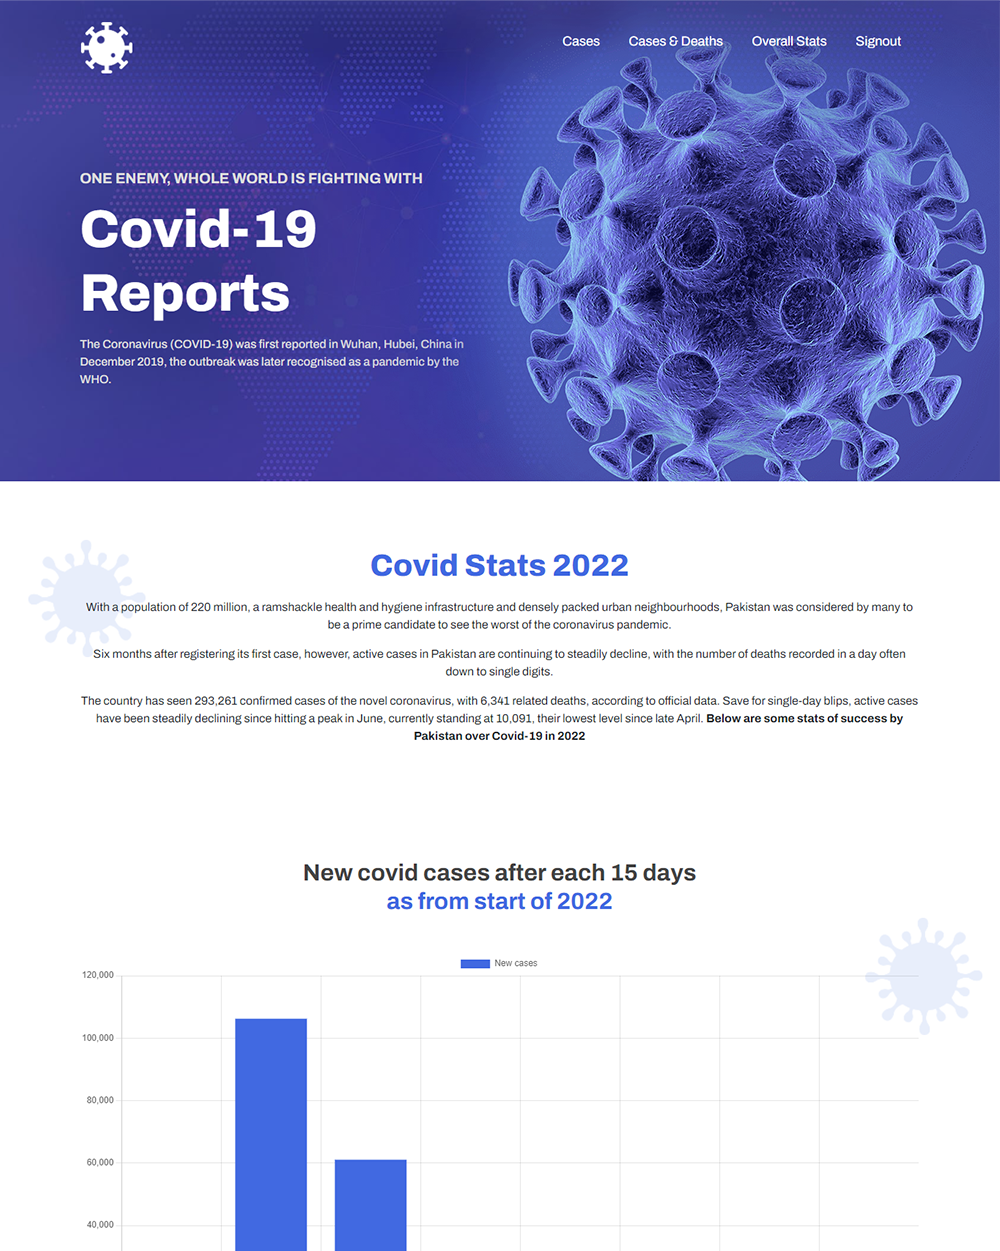 Cases Cases & Deaths Overall Stats Signout
ONE ENEMY, WHOLE WORLD IS FIGHTING WITH
Covid-19
Reports
The Coronavirus (COVID-19) was first reported in Wuhan, Hubei, China in
December 2019, the outbreak was later recognised as a pandemic by the
WHO.
Covid Stats 2022
With a population of 220 million, a ramshackle health and hygiene infrastructure and densely packed urban neighbourhoods, Pakistan was considered by many to
be a prime candidate to see the worst of the coronavirus pandemic.
Six months after registering its first case, however, active cases in Pakistan are continuing to steadily decline, with the number of deaths recorded in a day often
down to single digits.
The country has seen 293,261 confirmed cases of the novel coronavirus, with 6,341 related deaths, according to official data. Save for single-day blips, active cases
have been steadily declining since hitting a peak in June, currently standing at 10,091, their lowest level since late April. Below are some stats of success by
Pakistan over Covid-19 in 2022
New covid cases after each 15 days
as from start of 2022
New cases
120,000
100,000
80,000
60,000
40,000